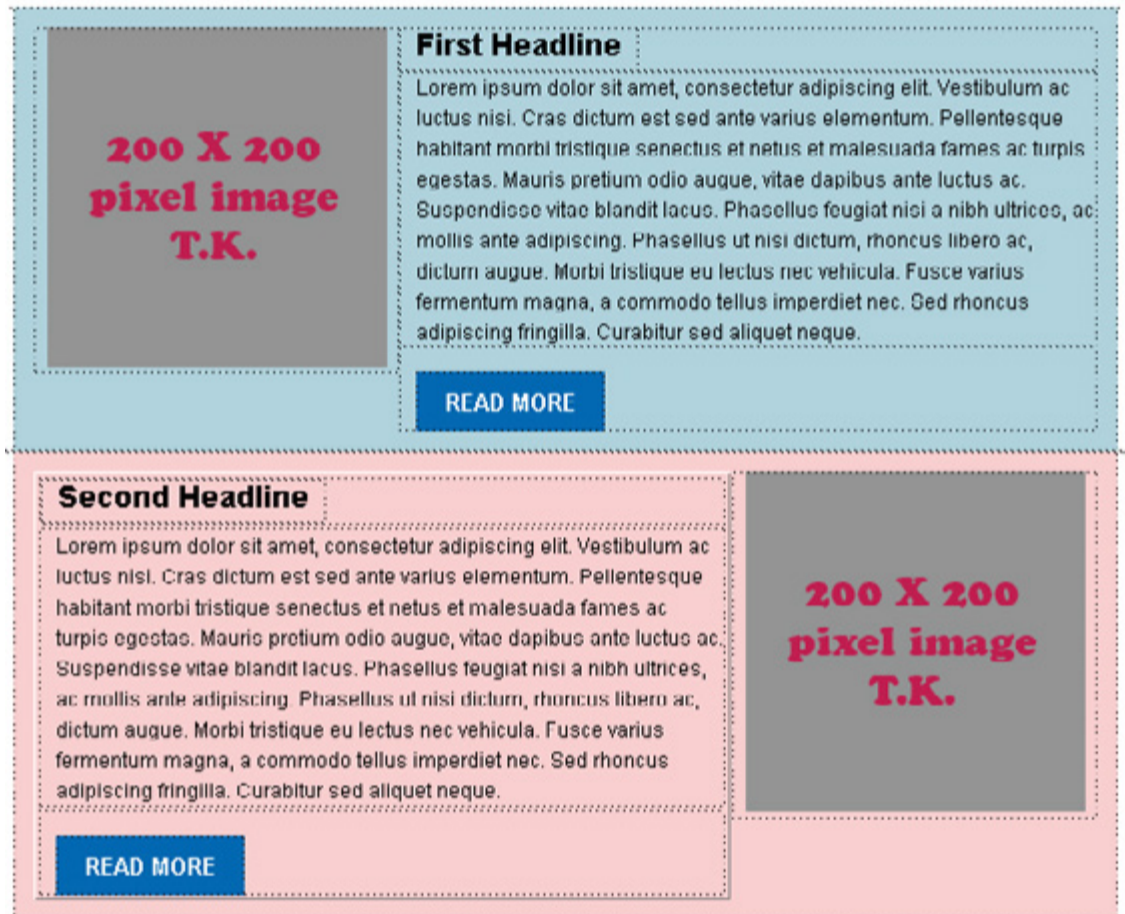 200 X 200
pixel image
T.K.
First Headline
Lorem ipsum dolor sit amet, consectetur adipiscing elit. Vestibulum ac
luctus nisi. Cras dictum est sed ante varius elementum. Pellentesque
habitant morbi tristique senectus et netus et malesuada fames ac turpis
egestas. Mauris pretium odio augue, vitae dapibus ante luctus ac.
Suspendisse vitae blandit lacus. Phasellus feugiat nisi a nibh ultrices, ac
mollis ante adipiscing. Phasellus ut nisi dictum, rhoncus libero ac,
dictum augue. Morbi tristique eu lectus nec vehicula. Fusce varius
fermentum magna, a commodo tellus imperdiet nec. Sed rhoncus
adipiscing fringilla. Curabitur sed aliquet neque.
READ MORE
Second Headline
Lorem ipsum dolor sit amet, consectetur adipiscing elit. Vestibulum ac
luctus nisi. Cras dictum est sed ante varius elementum. Pellentesque
habitant morbi tristique senectus et netus et malesuada fames ac
turpis egestas. Mauris pretium odio augue, vitae dapibus ante luctus ac.
Suspendisse vitae blandit lacus. Phasellus feugiat nisi a nibh ultrices,
ac mollis ante adipiscing. Phasellus ut nisi dictum, rhoncus libero ac,
dictum augue. Morbi tristique eu lectus nec vehicula. Fusce varius
fermentum magna, a commodo tellus imperdiet nec. Sed rhoncus
adipiscing fringilla. Curabitur sed aliquet neque.
READ MORE
200 X 200
pixel image
T.K.